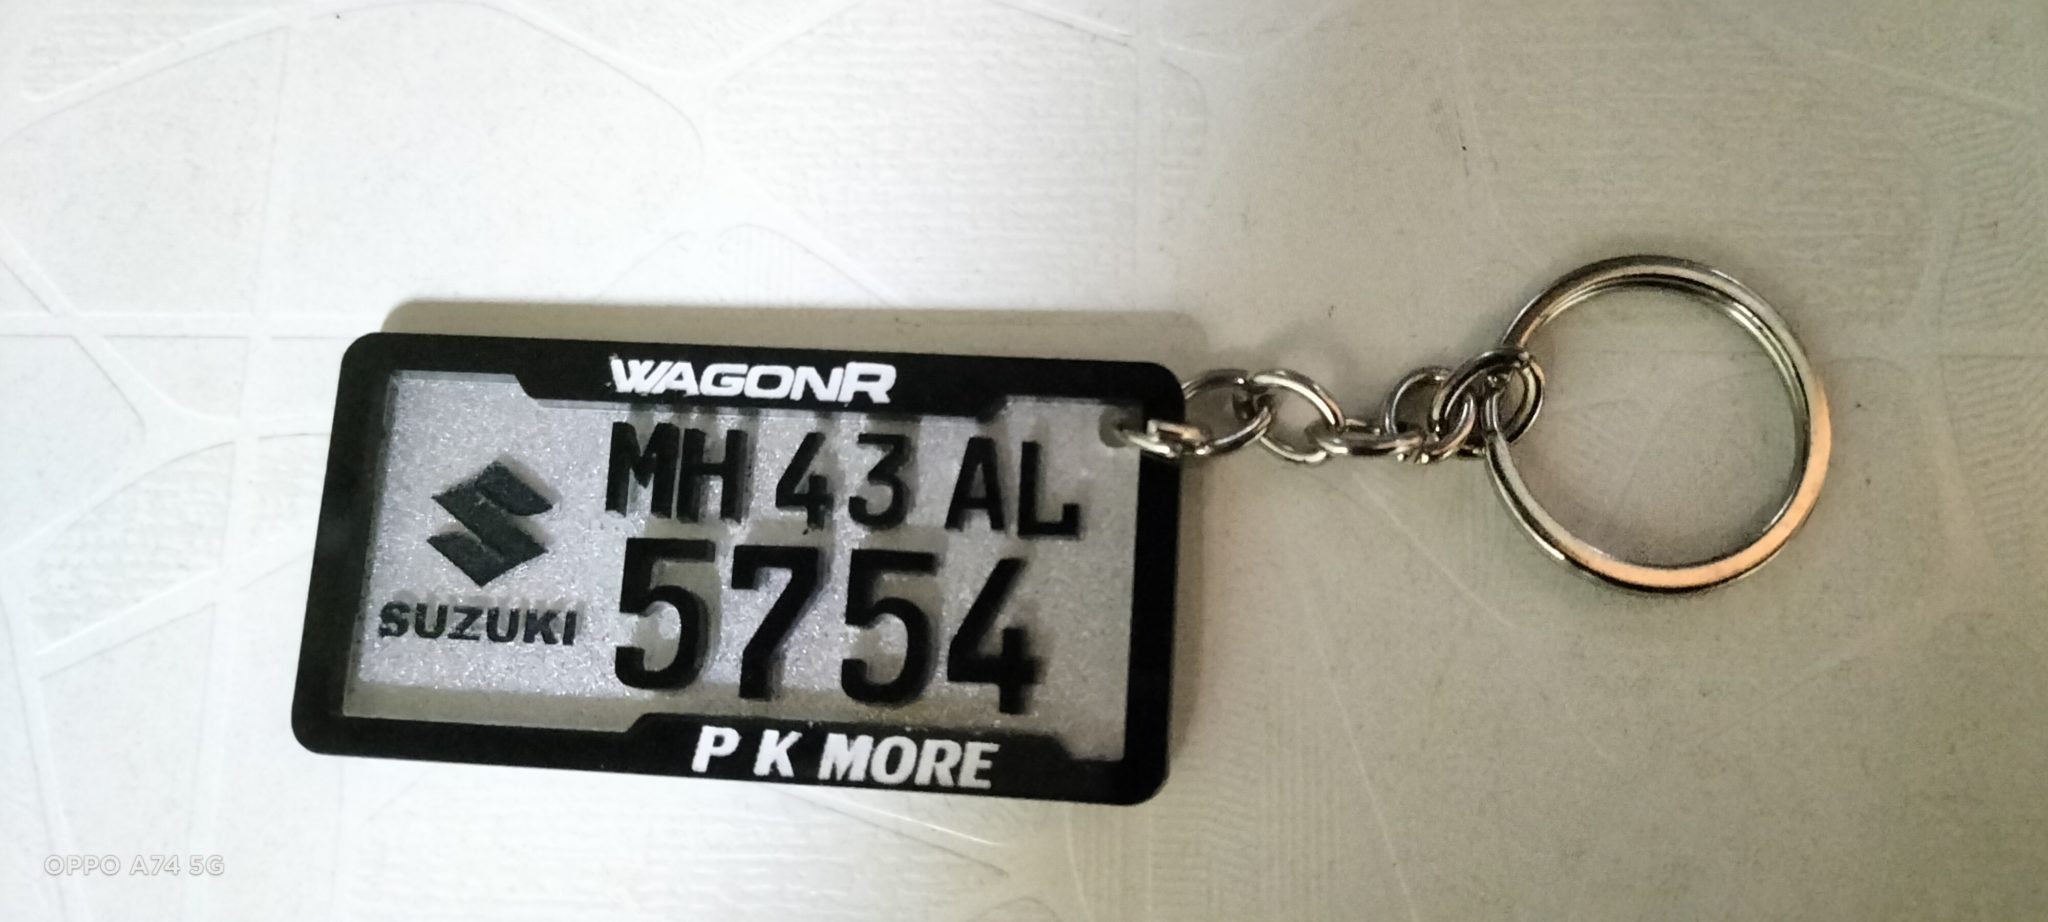 WAGONR
MH 43 AL
5754
SUZUKI
P K MORE
OPPO A74 5G